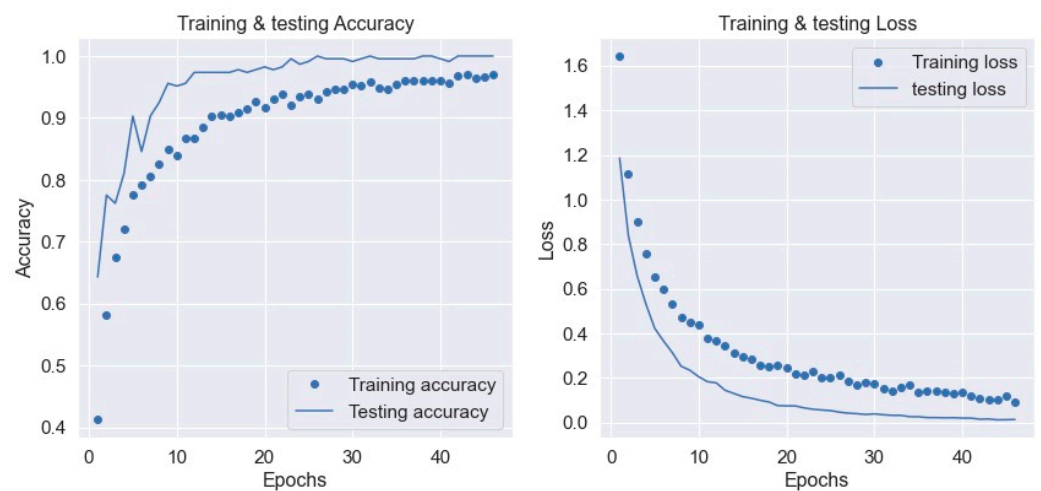 Training & testing Accuracy
1.0
0.9
0.8
0.7
0.6
0.5
0.4
Accuracy
Training accuracy
Testing accuracy
0 10 20 30 40
Epochs
Training & testing Loss
1.6
1.4
1.2
1.0
0.8
0.6
0.4
0.2
0.0
Loss
Training loss
testing loss
0 10 20 30 40
Epochs